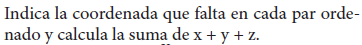 Indica la coordenada que falta en cada par orde-
nado y calcula la suma de x + y + z.